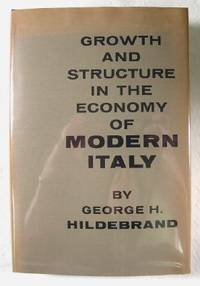 GROWTH
AND
STRUCTURE
IN THE
ECONOMY
OF
MODERN
ITALY
BY
GEORGE H.
HILDEBRAND